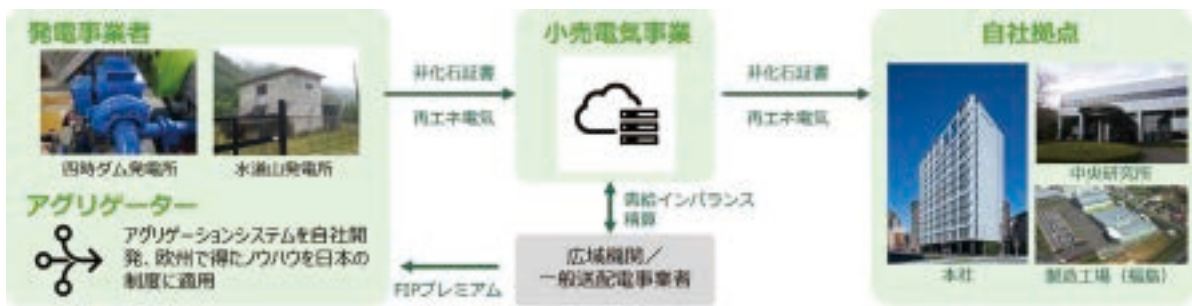 発電事業者
四時ダム発電所
水道山発電所
アグリゲーター
アグリゲーションシステムを自社開
発、欧州で得たノウハウを日本の
制度に適用
非化石証書
再エネ電気
小売電気事業
需給インバランス
精算
広域機関／
一般送配電事業者
FIPプレミアム
非化石証書
再エネ電気
自社拠点
本社
中央研究所
製造工場（福島）